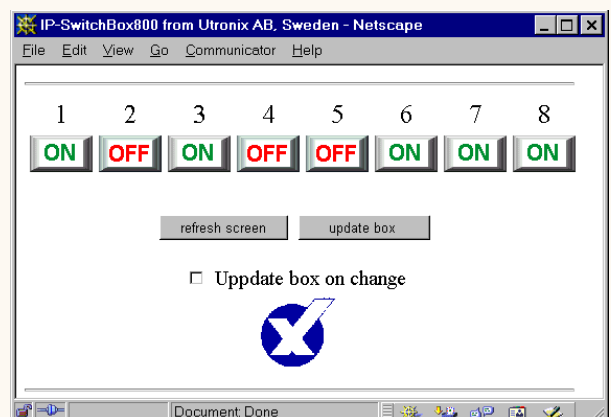 IP-SwitchBox800 from Utronix AB, Sweden - Netscape
File Edit View Go Communicator Help
1 2 3 4 5 6 7 8
ON OFF ON OFF OFF ON ON ON
refresh screen update box
Uppdate box on change
Document: Done